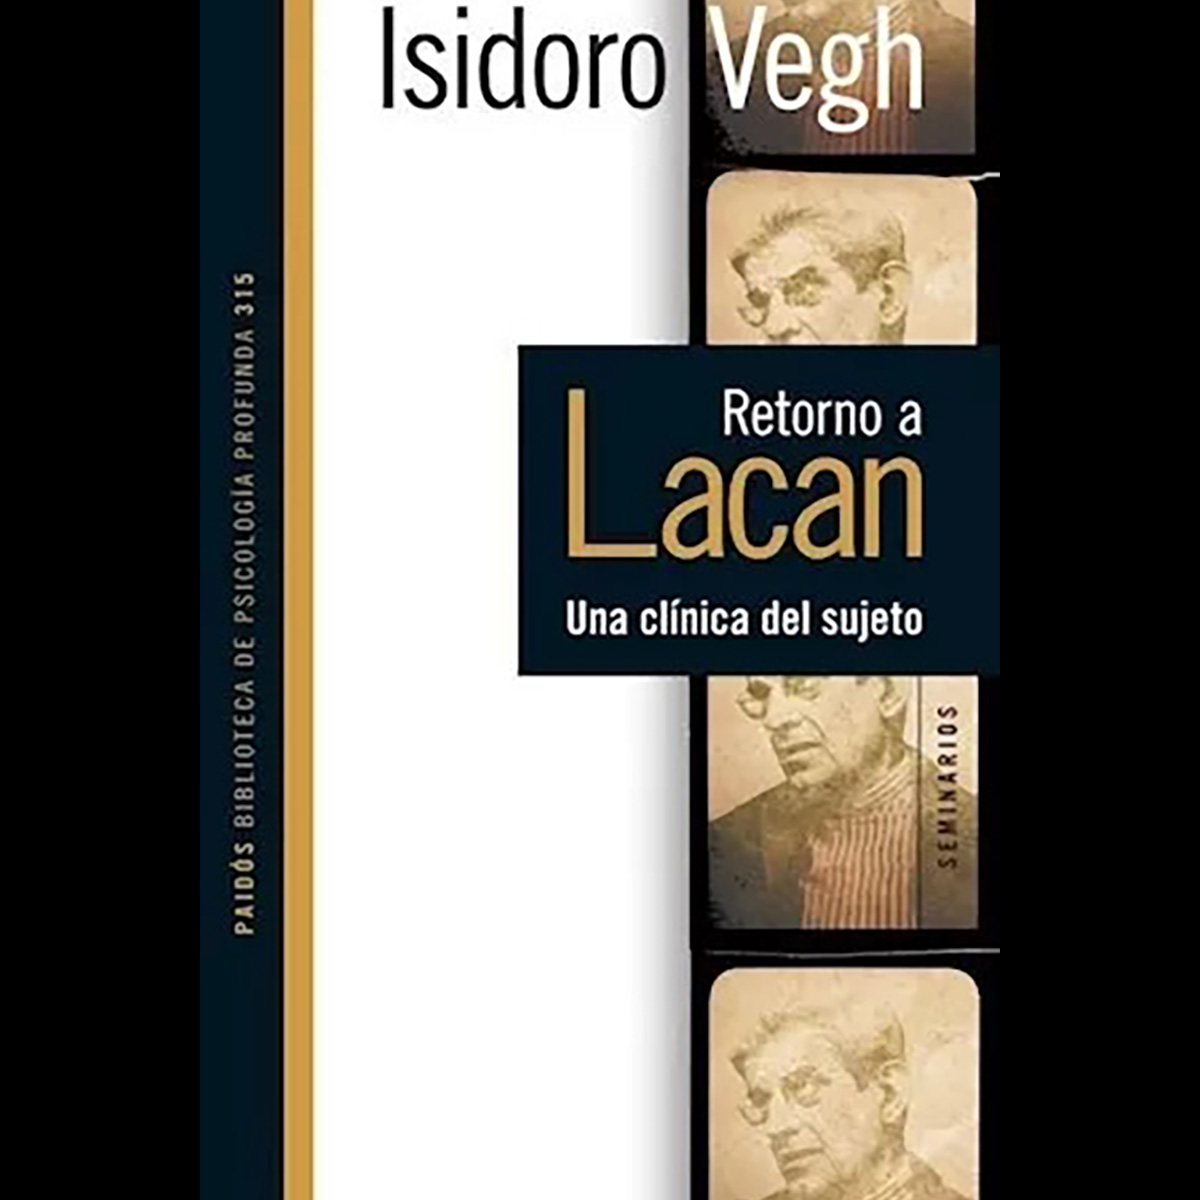 Isidoro Vegh
Retorno a
Lacan
Una clínica del sujeto
SEMINARIOS
PAIDÓS BIBLIOTECA DE PSICOLOGÍA PROFUNDA 315